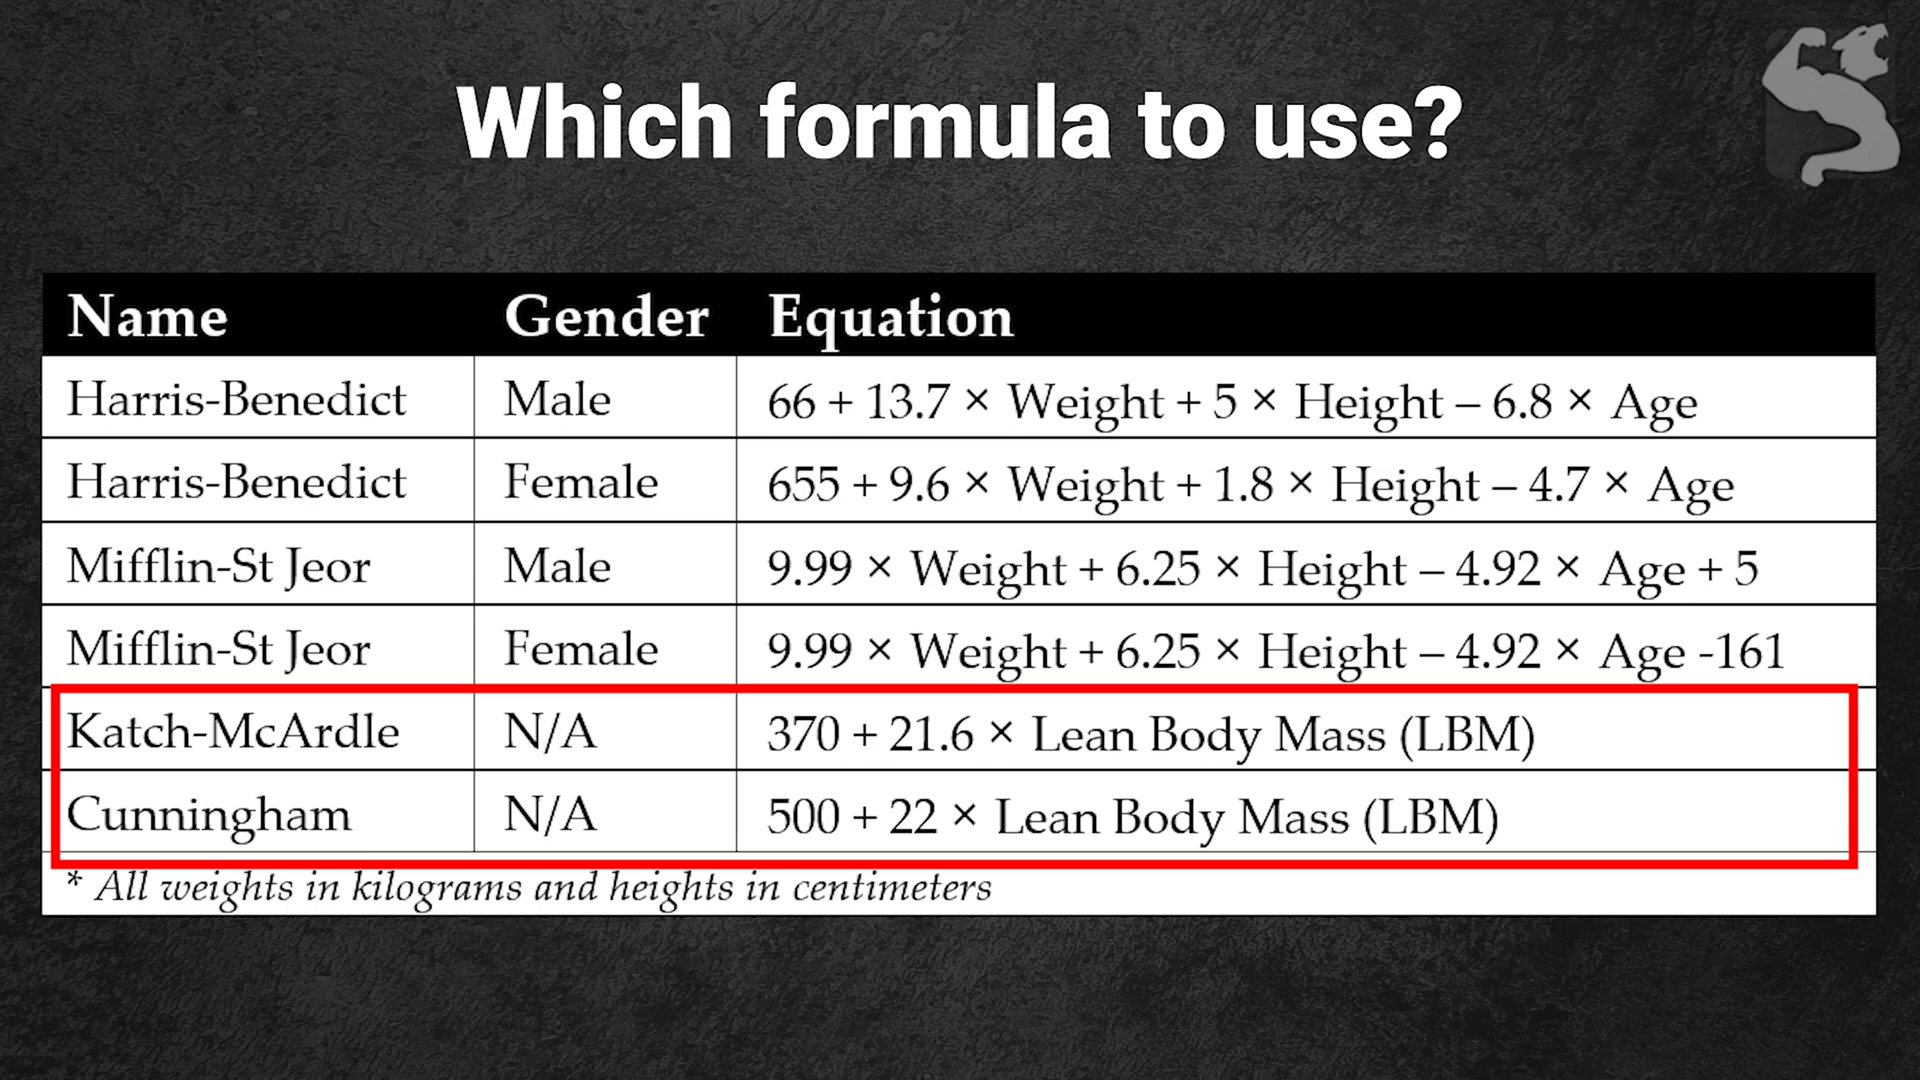 Which formula to use?
Name Gender Equation
Harris-Benedict Male 66 + 13.7 × Weight + 5 × Height – 6.8 × Age
Harris-Benedict Female 655 + 9.6 × Weight + 1.8 × Height – 4.7 × Age
Mifflin-St Jeor Male 9.99 × Weight + 6.25 × Height – 4.92 × Age + 5
Mifflin-St Jeor Female 9.99 × Weight + 6.25 × Height – 4.92 × Age -161
Katch-McArdle N/A 370 + 21.6 × Lean Body Mass (LBM)
Cunningham N/A 500 + 22 × Lean Body Mass (LBM)
* All weights in kilograms and heights in centimeters